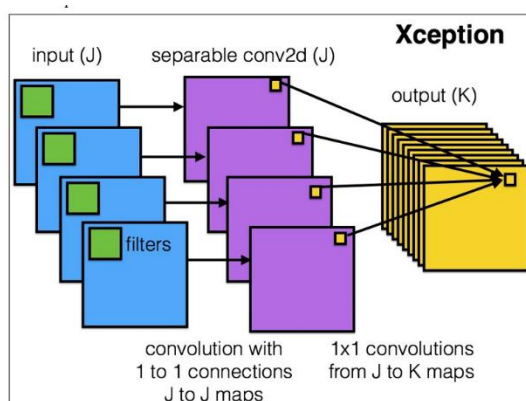 Xception
input (J)
separable conv2d (J)
output (K)
filters
convolution with
1 to 1 connections
J to J maps
1x1 convolutions
from J to K maps